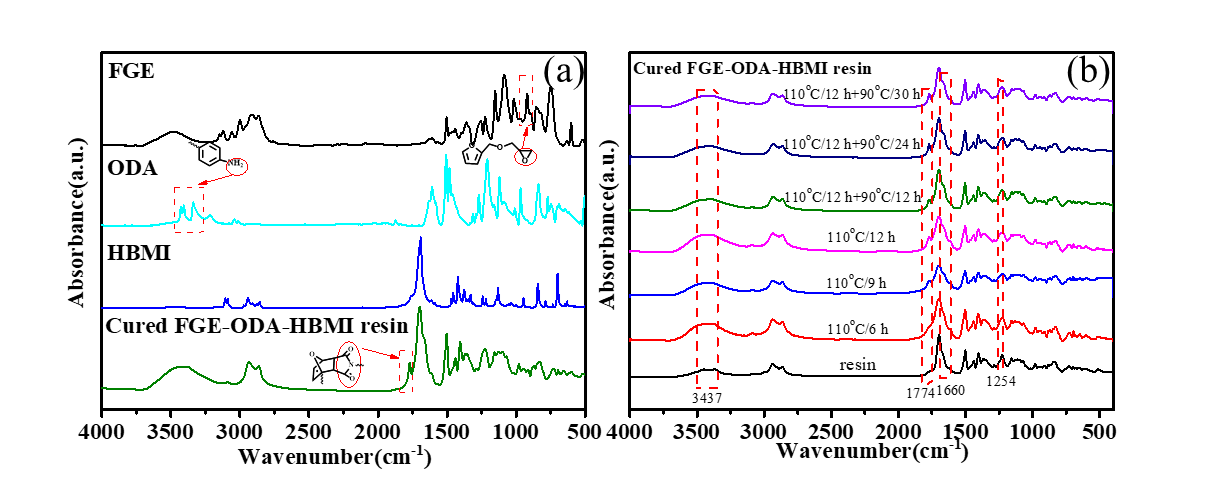 (a)
FGE
NH₂
O
O
O
ODA
HBMI
Cured FGE-ODA-HBMI resin
O
O
N
O
4000 3500 3000 2500 2000 1500 1000 500
Wavenumber(cm⁻¹)
Absorbance(a.u.)
(b)
Cured FGE-ODA-HBMI resin
110°C/12 h+90°C/30 h
110°C/12 h+90°C/24 h
110°C/12 h+90°C/12 h
110°C/12 h
110°C/9 h
110°C/6 h
resin
3437
1774
1660
1254
4000 3500 3000 2500 2000 1500 1000 500
Wavenumber(cm⁻¹)
Absorbance(a.u.)